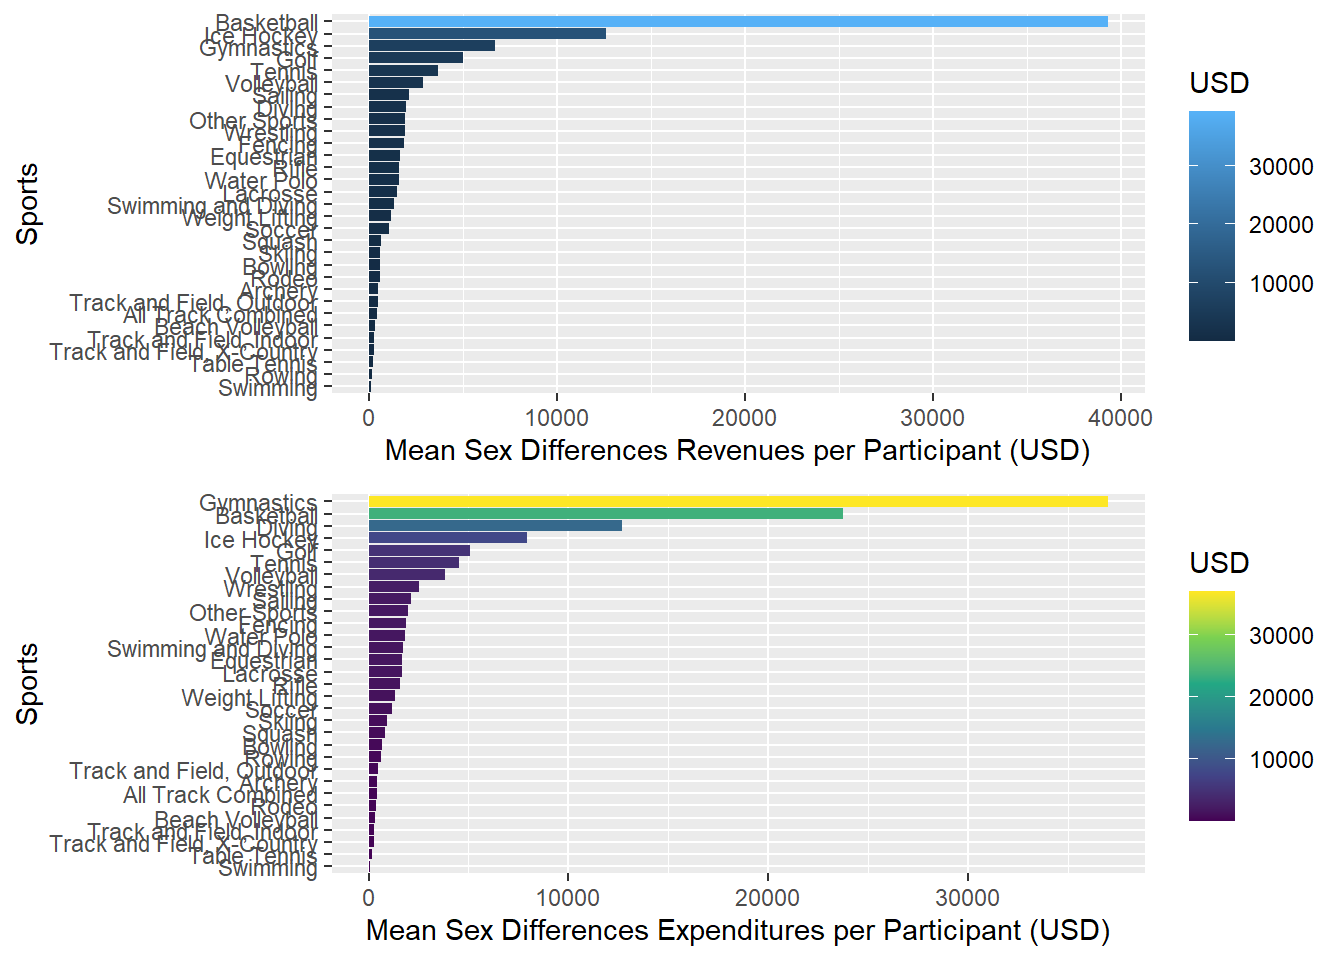 Basketball
Ice Hockey
Gymnastics
Golf
Tennis
Volleyball
Sailing
Diving
Other Sports
Wrestling
Fencing
Equestrian
Rifle
Water Polo
Lacrosse
Swimming and Diving
Weight Lifting
Soccer
Squash
Skiing
Bowling
Rodeo
Archery
Track and Field, Outdoor
All Track Combined
Beach Volleyball
Track and Field, Indoor
Track and Field, X-Country
Table Tennis
Rowing
Swimming
Sports
0 10000 20000 30000 40000
Mean Sex Differences Revenues per Participant (USD)
USD
30000
20000
10000
Gymnastics
Basketball
Diving
Ice Hockey
Golf
Tennis
Volleyball
Wrestling
Sailing
Other Sports
Fencing
Water Polo
Swimming and Diving
Equestrian
Lacrosse
Rifle
Weight Lifting
Soccer
Skiing
Squash
Bowling
Rowing
Track and Field, Outdoor
Archery
All Track Combined
Rodeo
Beach Volleyball
Track and Field, Indoor
Track and Field, X-Country
Table Tennis
Swimming
Sports
0 10000 20000 30000
Mean Sex Differences Expenditures per Participant (USD)
USD
30000
20000
10000